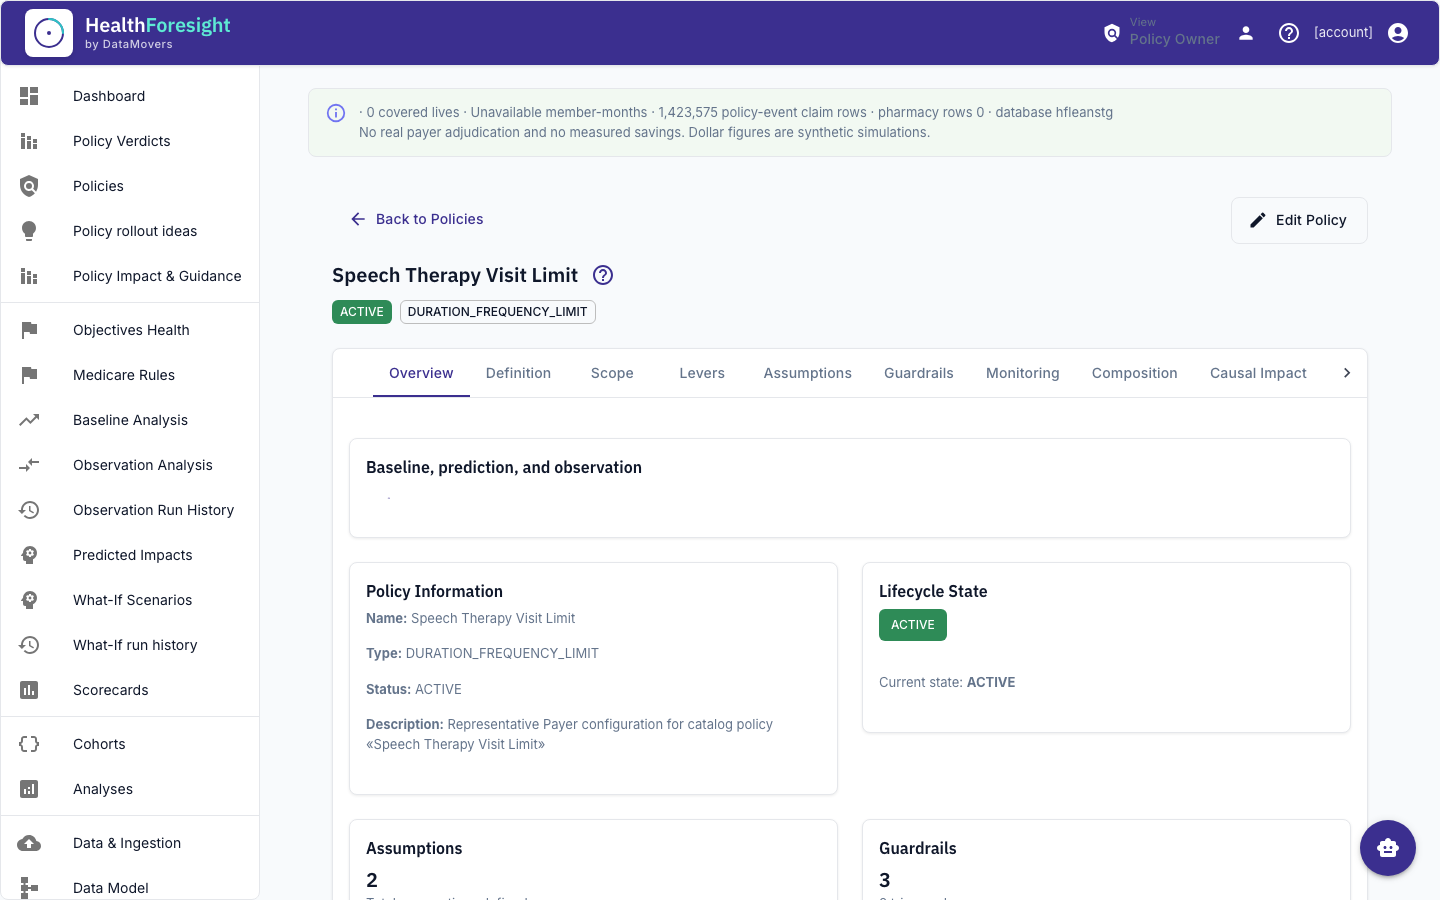 HealthForesight
by DataMovers
View
Policy Owner
[account]
Dashboard
Policy Verdicts
Policies
Policy rollout ideas
Policy Impact & Guidance
Objectives Health
Medicare Rules
Baseline Analysis
Observation Analysis
Observation Run History
Predicted Impacts
What-If Scenarios
What-If run history
Scorecards
Cohorts
Analyses
Data & Ingestion
Data Model
· 0 covered lives · Unavailable member-months · 1,423,575 policy-event claim rows · pharmacy rows 0 · database hfleanstg
No real payer adjudication and no measured savings. Dollar figures are synthetic simulations.
Back to Policies
Edit Policy
Speech Therapy Visit Limit
ACTIVE
DURATION_FREQUENCY_LIMIT
Overview
Definition
Scope
Levers
Assumptions
Guardrails
Monitoring
Composition
Causal Impact
Baseline, prediction, and observation
Policy Information
Name: Speech Therapy Visit Limit
Type: DURATION_FREQUENCY_LIMIT
Status: ACTIVE
Description: Representative Payer configuration for catalog policy
«Speech Therapy Visit Limit»
Lifecycle State
ACTIVE
Current state: ACTIVE
Assumptions
2
Guardrails
3